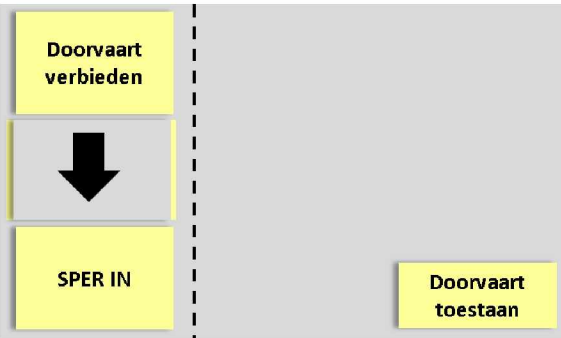 Doorvaart
verbieden
SPER IN
Doorvaart
toestaan